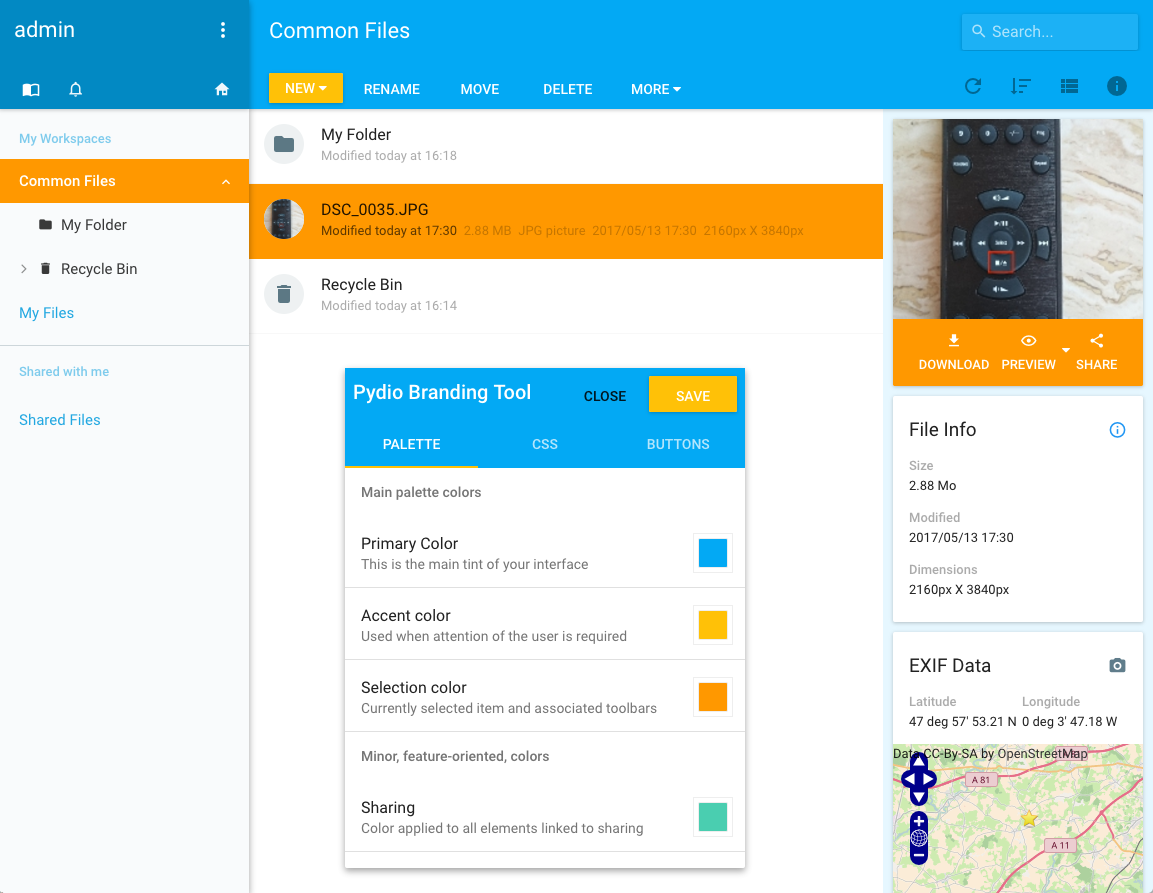 admin
Common Files
Search...
NEW
RENAME
MOVE
DELETE
MORE
My Workspaces
Common Files
My Folder
Recycle Bin
My Files
Shared with me
Shared Files
My Folder
Modified today at 16:18
DSC_0035.JPG
Modified today at 17:30 2.88 MB JPG picture 2017/05/13 17:30 2160px X 3840px
Recycle Bin
Modified today at 16:14
Pydio Branding Tool
CLOSE
SAVE
PALETTE
CSS
BUTTONS
Main palette colors
Primary Color
This is the main tint of your interface
Accent color
Used when attention of the user is required
Selection color
Currently selected item and associated toolbars
Minor, feature-oriented, colors
Sharing
Color applied to all elements linked to sharing
9 0 -/--
DOWNLOAD
PREVIEW
SHARE
File Info
Size
2.88 Mo
Modified
2017/05/13 17:30
Dimensions
2160px X 3840px
EXIF Data
Latitude Longitude
47 deg 57' 53.21 N 0 deg 3' 47.18 W
Data CC-By-SA by OpenStreetMap
A 81
A 11